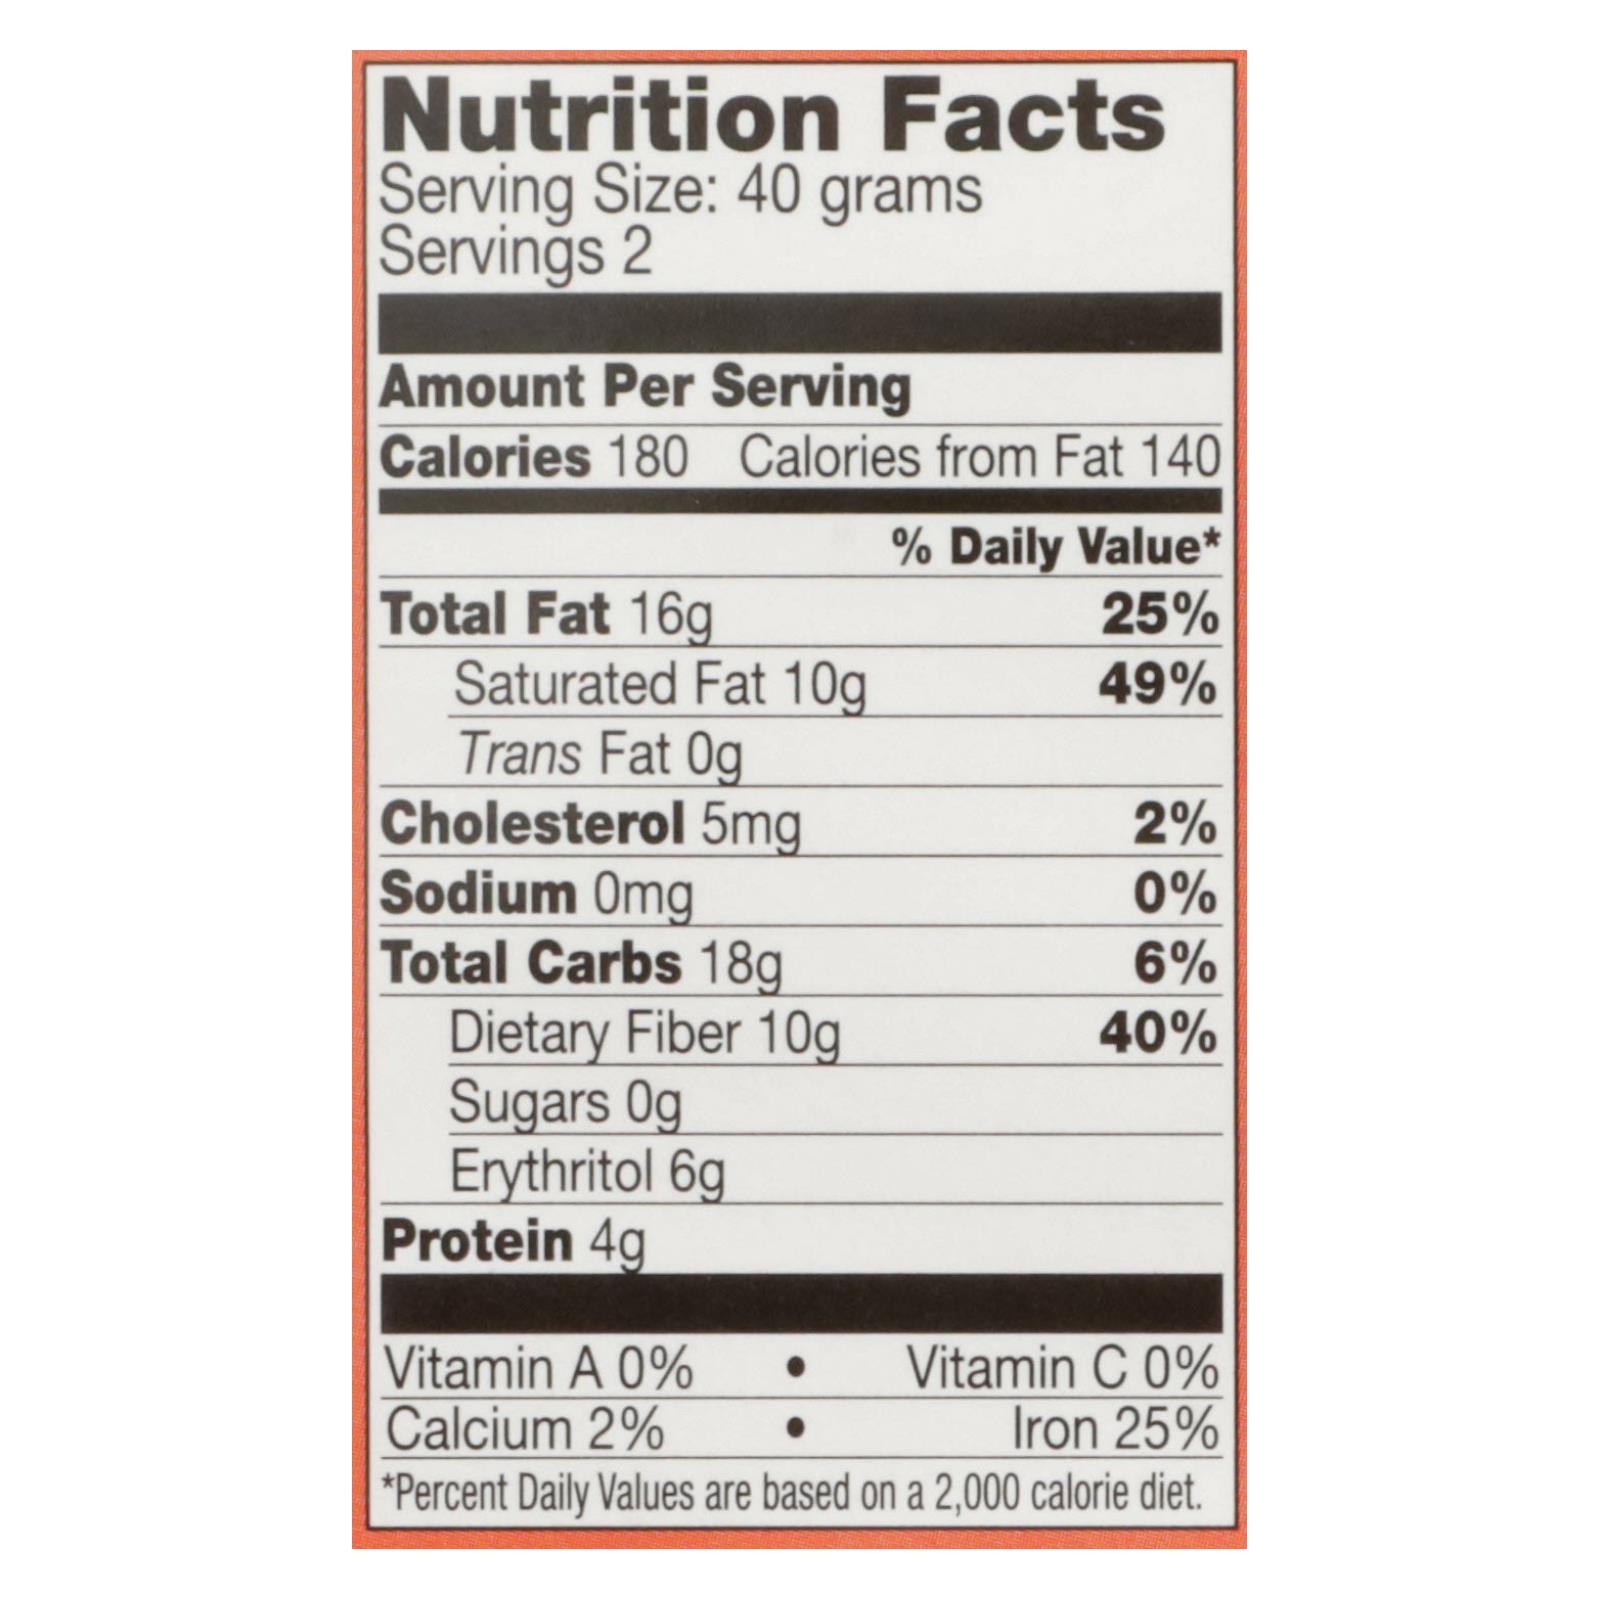 Nutrition Facts
Serving Size: 40 grams
Servings 2
Amount Per Serving
Calories 180 Calories from Fat 140
% Daily Value*
Total Fat 16g 25%
Saturated Fat 10g 49%
Trans Fat 0g
Cholesterol 5mg 2%
Sodium 0mg 0%
Total Carbs 18g 6%
Dietary Fiber 10g 40%
Sugars 0g
Erythritol 6g
Protein 4g
Vitamin A 0% • Vitamin C 0%
Calcium 2% • Iron 25%
*Percent Daily Values are based on a 2,000 calorie diet.